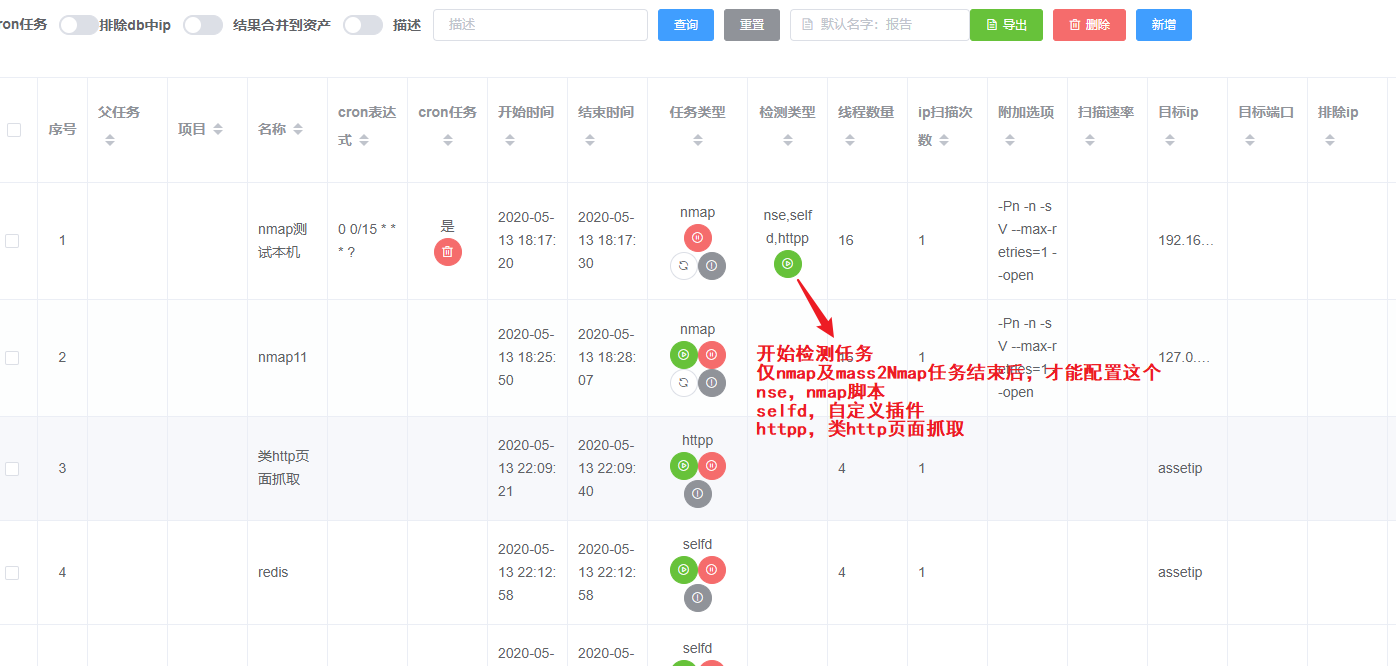 ron任务 排除db中ip 结果合并到资产 描述 描述 查询 重置 默认名字：报告 导出 删除 新增
序号 父任务 项目 名称 cron表达式 cron任务 开始时间 结束时间 任务类型 检测类型 线程数量 ip扫描次数 附加选项 扫描速率 目标ip 目标端口 排除ip
1 nmap测试本机 0 0/15 * * * ? 是 2020-05-13 18:17:20 2020-05-13 18:17:30 nmap nse,selfd,httpp 16 1 -Pn -n -sV --max-retries=1 --open 192.16...
2 nmap11 2020-05-13 18:25:50 2020-05-13 18:28:07 nmap 1 -Pn -n -sV --max-retries=1 --open 127.0....
开始检测任务
仅nmap及mass2Nmap任务结束后，才能配置这个
nse，nmap脚本
selfd，自定义插件
httpp，类http页面抓取
3 类http页面抓取 2020-05-13 22:09:21 2020-05-13 22:09:40 httpp 4 1 assetip
4 redis 2020-05-13 22:12:58 2020-05-13 22:12:58 selfd 4 1 assetip
2020-05- 2020-05- selfd